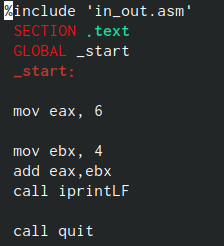 %include 'in_out.asm'
SECTION .text
GLOBAL _start
_start:
mov eax, 6
mov ebx, 4
add eax,ebx
call iprintLF
call quit